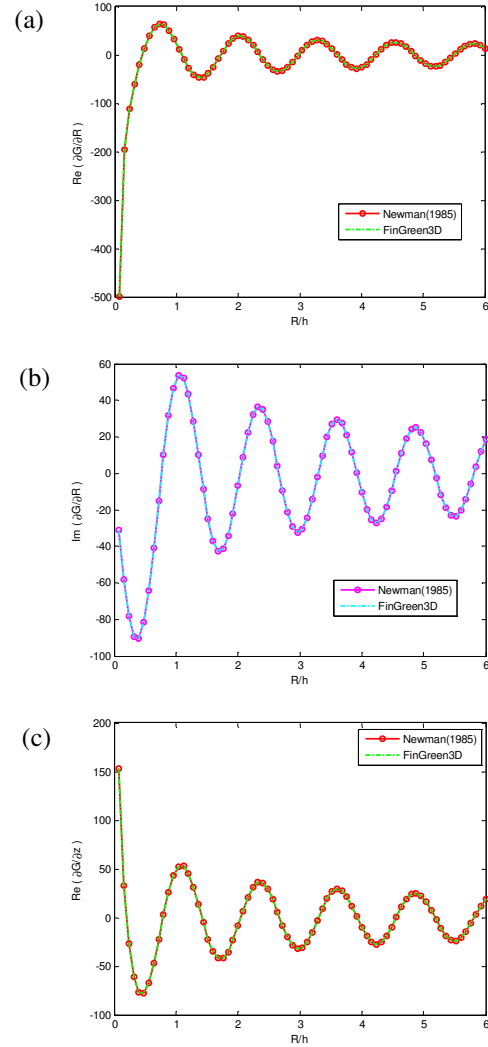 (a)
100
0
-100
-200
-300
-400
-500
Re ( ∂G/∂R )
Newman(1985)
FinGreen3D
0 1 2 3 4 5 6
R/h
(b)
60
40
20
0
-20
-40
-60
-80
-100
Im ( ∂G/∂R )
Newman(1985)
FinGreen3D
0 1 2 3 4 5 6
R/h
(c)
200
150
100
50
0
-50
-100
Re ( ∂G/∂z )
Newman(1985)
FinGreen3D
0 1 2 3 4 5 6
R/h